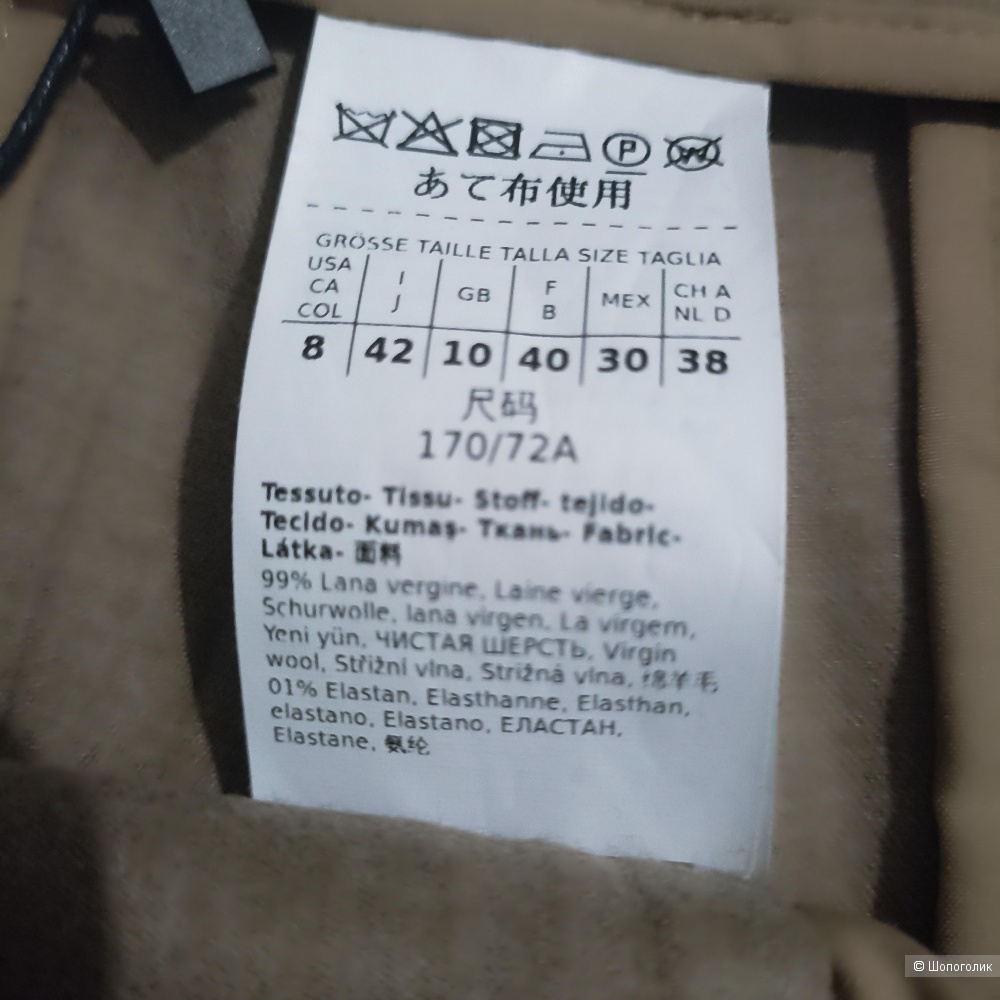 P
W
あて布使用
GRÖSSE TAILLE TALLA SIZE TAGLIA
USA CA COL I J GB F B MEX CH A NL D
8 42 10 40 30 38
尺码
170/72A
Tessuto- Tissu- Stoff- tejido-
Tecido- Kumaş- Ткань- Fabric-
Látka- 面料
99% Lana vergine, Laine vierge,
Schurwolle, lana virgen, La virgem,
Yeni yün, ЧИСТАЯ ШЕРСТЬ, Virgin
wool, Střižní vlna, Strižná vlna, 绵羊毛
01% Elastan, Elasthanne, Elasthan,
elastano, Elastano, ЕЛАСТАН,
Elastane, 氨纶
© Шопоголик